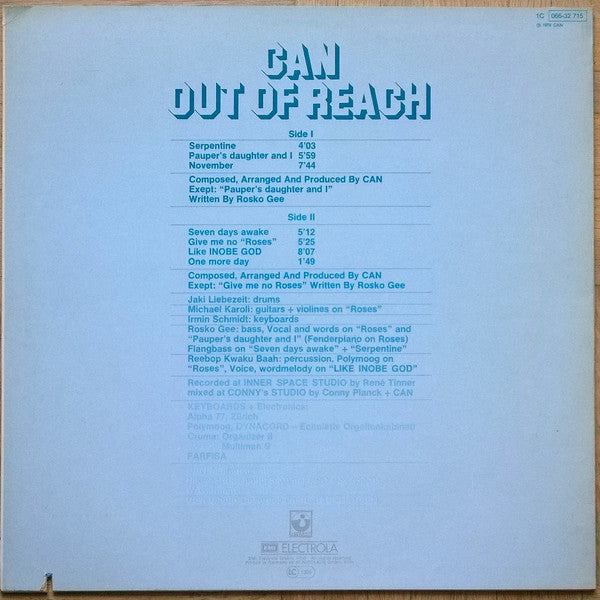 1C 066-32 715
CAN
OUT OF REACH
Side I
Serpentine 4'03
Pauper's daughter and I 5'59
November 7'44
Composed, Arranged And Produced By CAN
Exept: "Pauper's daughter and I"
Written By Rosko Gee
Side II
Seven days awake 5'12
Give me no "Roses" 5'25
Like INOBE GOD 8'07
One more day 1'49
Composed, Arranged And Produced By CAN
Exept: "Give me no Roses" Written By Rosko Gee
Jaki Liebezeit: drums
Michael Karoli: guitars + violines on "Roses"
Irmin Schmidt: keyboards
Rosko Gee: bass, Vocal and words on "Roses" and
"Pauper's daughter and I" (Fenderpiano on Roses)
Flangbass on "Seven days awake" + "Serpentine"
Reebop Kwaku Baah: percussion, Polymoog on
"Roses", Voice, wordmelody on "LIKE INOBE GOD"
Recorded at INNER SPACE STUDIO by René Tinner
mixed at CONNY's STUDIO by Conny Planck + CAN
KEYBOARDS + Electronics:
Alpha 77, Zürich
Polymoog, DYNACORD
Cruma: Organizer
Multiman
FARFISA
EMI ELECTROLA
LC